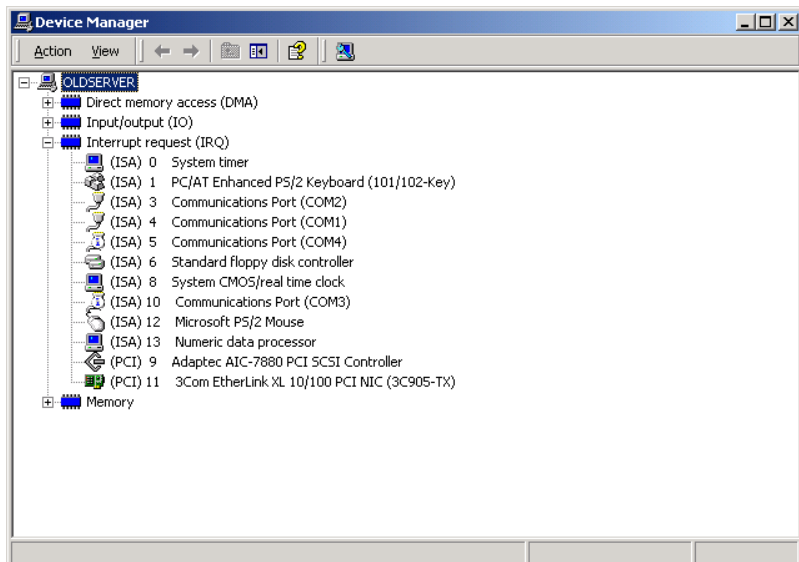 Device Manager
Action View
OLDSERVER
Direct memory access (DMA)
Input/output (IO)
Interrupt request (IRQ)
(ISA) 0 System timer
(ISA) 1 PC/AT Enhanced PS/2 Keyboard (101/102-Key)
(ISA) 3 Communications Port (COM2)
(ISA) 4 Communications Port (COM1)
(ISA) 5 Communications Port (COM4)
(ISA) 6 Standard floppy disk controller
(ISA) 8 System CMOS/real time clock
(ISA) 10 Communications Port (COM3)
(ISA) 12 Microsoft PS/2 Mouse
(ISA) 13 Numeric data processor
(PCI) 9 Adaptec AIC-7880 PCI SCSI Controller
(PCI) 11 3Com EtherLink XL 10/100 PCI NIC (3C905-TX)
Memory